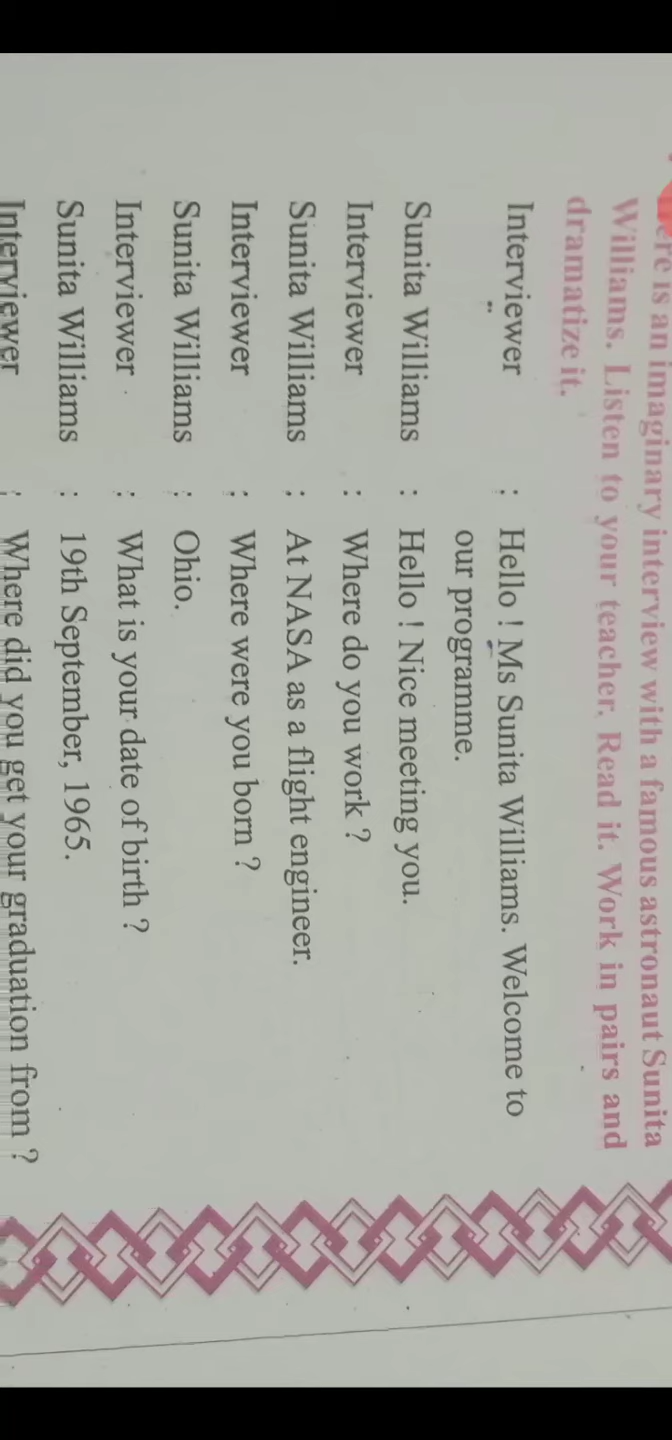 ere is an imaginary interview with a famous astronaut Sunita
Williams. Listen to your teacher. Read it. Work in pairs and
dramatize it.
Interviewer : Hello ! Ms Sunita Williams. Welcome to
our programme.
Sunita Williams : Hello ! Nice meeting you.
Interviewer : Where do you work ?
Sunita Williams : At NASA as a flight engineer.
Interviewer : Where were you born ?
Sunita Williams : Ohio.
Interviewer : What is your date of birth ?
Sunita Williams : 19th September, 1965.
Interviewer : Where did you get your graduation from ?